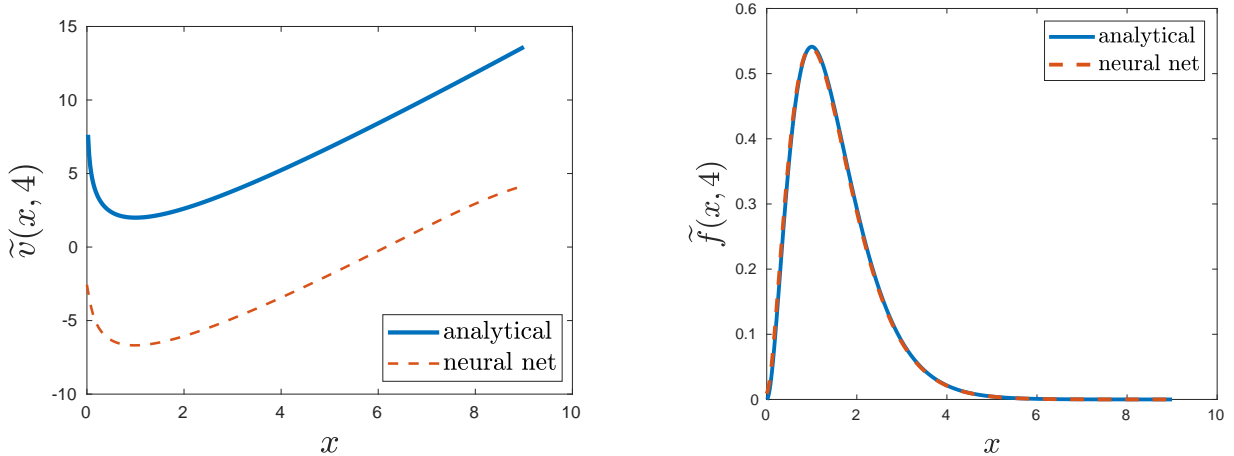 15
10
5
0
-5
-10
0 2 4 6 8 10
ṽ(x, 4)
x
analytical
neural net
0.6
0.5
0.4
0.3
0.2
0.1
0
0 2 4 6 8 10
f̃(x, 4)
x
analytical
neural net